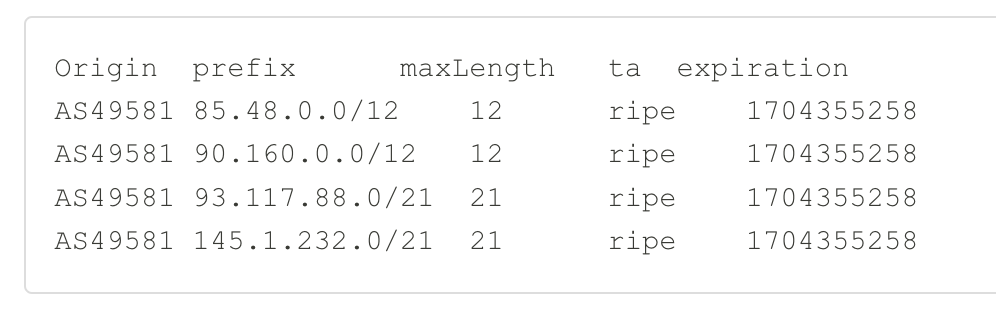 Origin  prefix      maxLength   ta  expiration
AS49581 85.48.0.0/12    12      ripe    1704355258
AS49581 90.160.0.0/12   12      ripe    1704355258
AS49581 93.117.88.0/21  21      ripe    1704355258
AS49581 145.1.232.0/21  21      ripe    1704355258